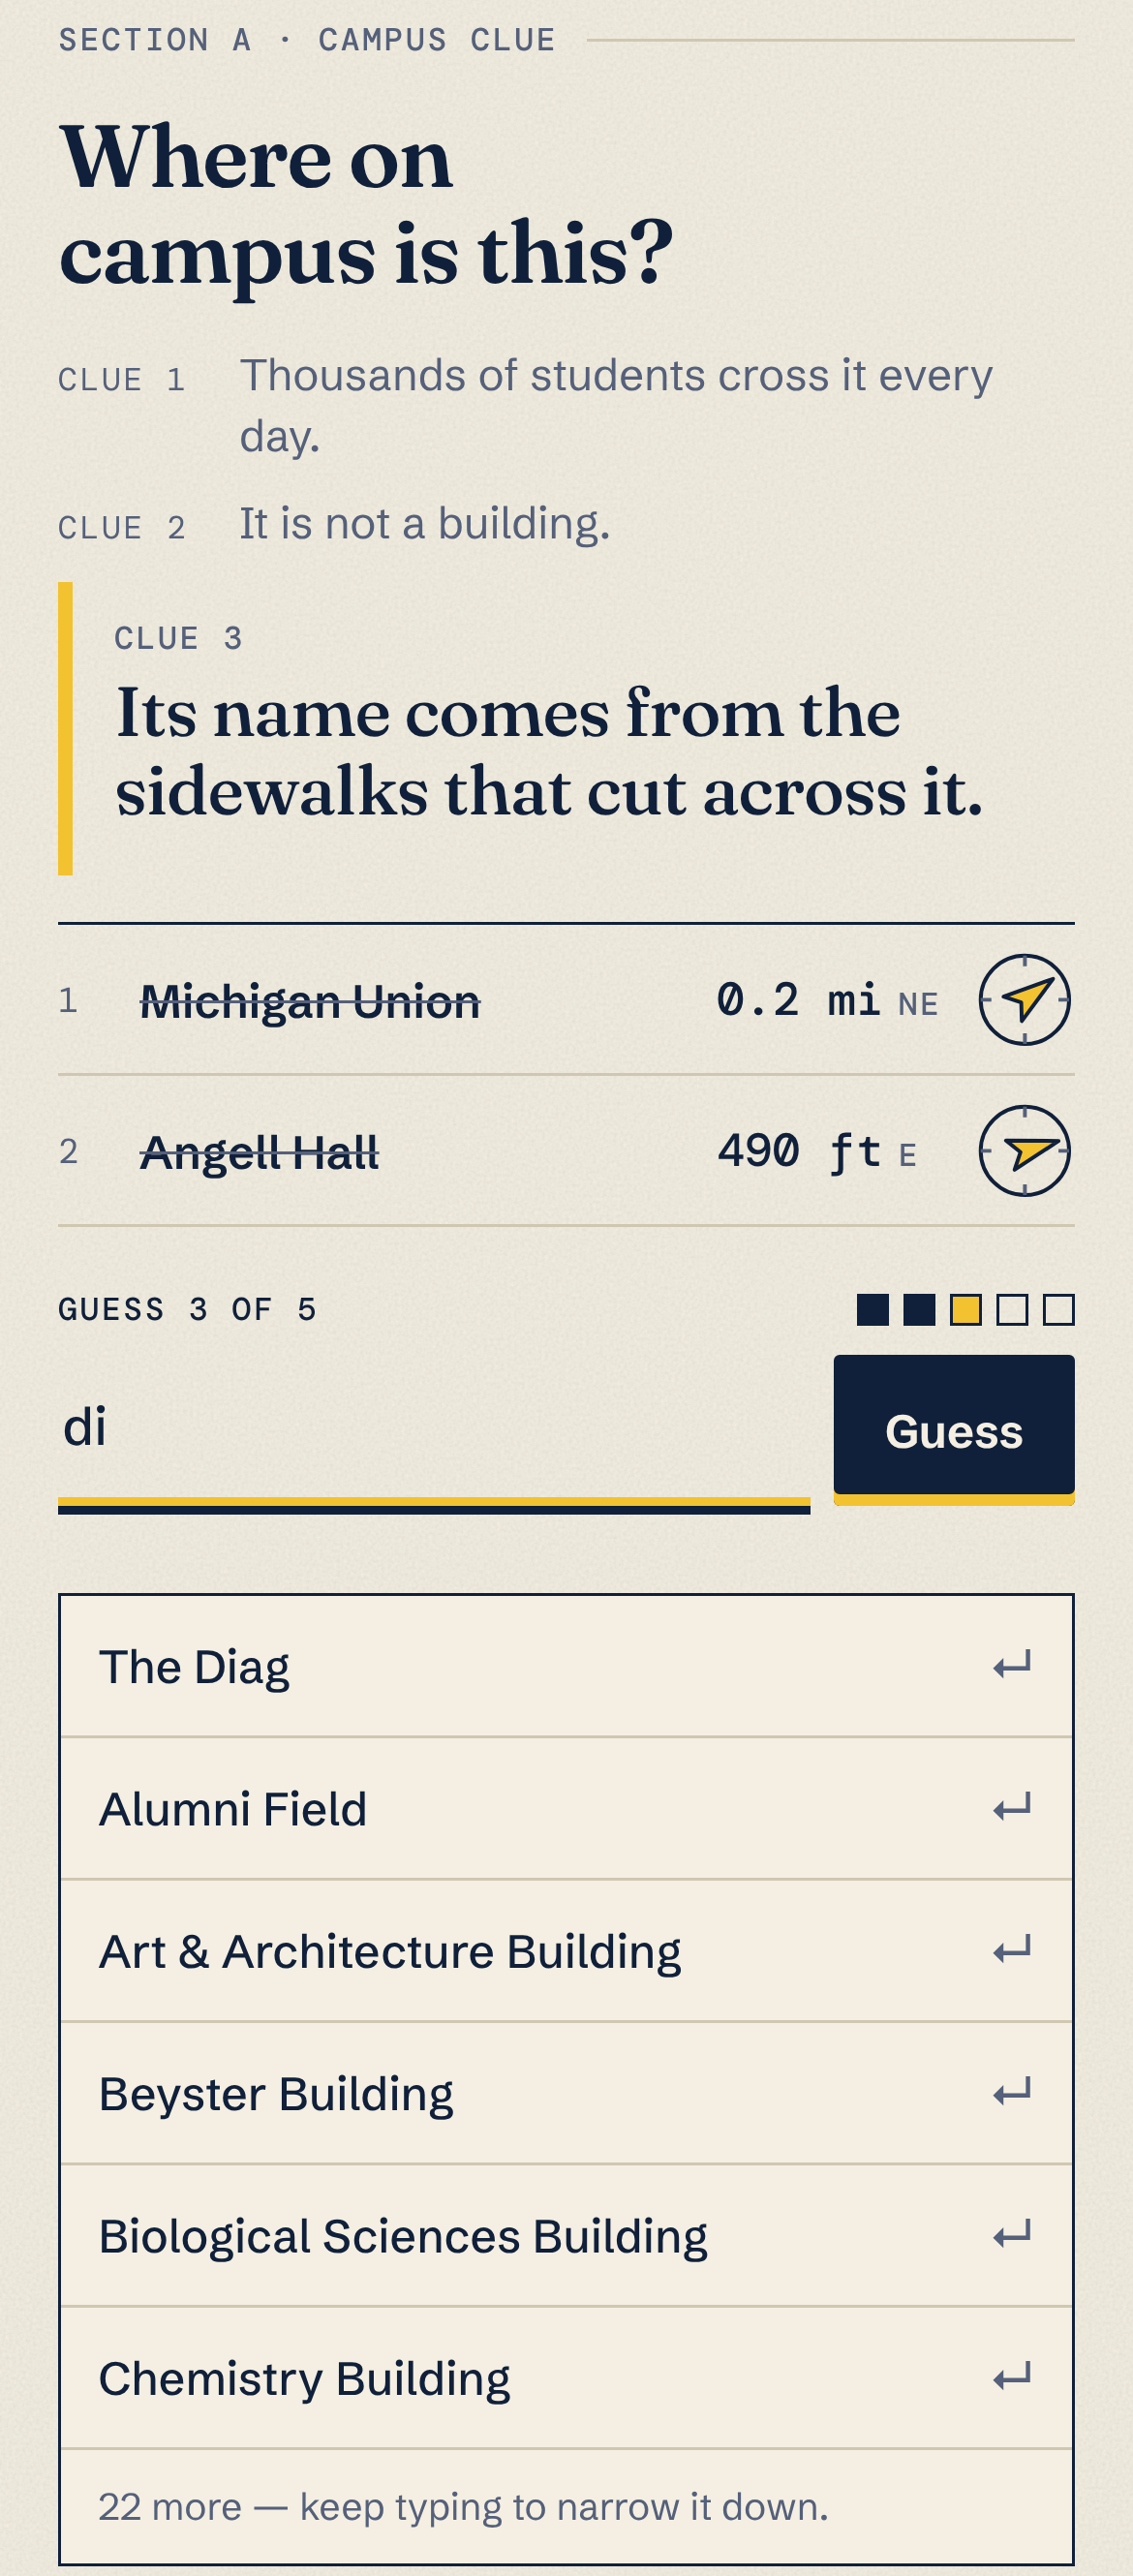 SECTION A · CAMPUS CLUE
Where on
campus is this?
CLUE 1 Thousands of students cross it every
day.
CLUE 2 It is not a building.
CLUE 3
Its name comes from the
sidewalks that cut across it.
1 Michigan Union 0.2 mi NE
2 Angell Hall 490 ft E
GUESS 3 OF 5
di Guess
The Diag
Alumni Field
Art & Architecture Building
Beyster Building
Biological Sciences Building
Chemistry Building
22 more — keep typing to narrow it down.